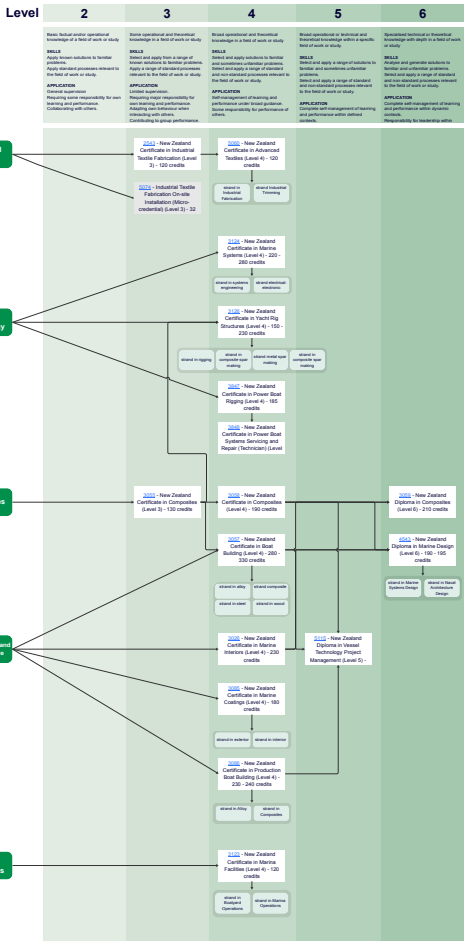 Level 2 3 4 5 6
Basic factual and/or operational
knowledge of a field of work or study.
SKILLS
Apply known solutions to familiar
problems.
Apply standard processes relevant to
the field of work or study.
APPLICATION
General supervision
Requiring some responsibility for own
learning and performance.
Collaborating with others.
Some operational and theoretical
knowledge in a field of work or study.
SKILLS
Select and apply from a range of
known solutions to familiar problems.
Apply a range of standard processes
relevant to the field of work or study.
APPLICATION
Limited supervision.
Requiring major responsibility for
own learning and performance.
Adapting own behaviour when
interacting with others.
Contributing to group performance.
Broad operational and theoretical
knowledge in a field of work or study.
SKILLS
Select and apply solutions to familiar
and sometimes unfamiliar problems.
Select and apply a range of standard
and non-standard processes relevant to
the field of work or study.
APPLICATION
Self-management of learning and
performance under broad guidance.
Some responsibility for performance of
others.
Broad operational or technical and
theoretical knowledge within a specific
field of work or study.
SKILLS
Select and apply a range of solutions to
familiar and sometimes unfamiliar
problems.
Select and apply a range of standard
and non-standard processes relevant
to the field of work or study.
APPLICATION
Complete self-management of learning
and performance within defined
contexts.
Specialised technical or theoretical
knowledge with depth in a field of work
or study.
SKILLS
Analyse and generate solutions to
familiar and unfamiliar problems.
Select and apply a range of standard
and non-standard processes relevant
to the field of work or study.
APPLICATION
Complete self-management of learning
and performance within dynamic
contexts.
Responsibility for leadership within
2543 - New Zealand
Certificate in Industrial
Textile Fabrication (Level
3) - 120 credits
- New Zealand
Certificate in Advanced
Textiles (Level 4) - 120
credits
- Industrial Textile
Fabrication On-site
Installation (Micro-
credential) (Level 3) - 32
strand in
Industrial
Fabrication
strand Industrial
Trimming
- New Zealand
Certificate in Marine
Systems (Level 4) - 220 -
280 credits
strand in systems
engineering
strand electrical-
electronic
y
- New Zealand
Certificate in Yacht Rig
Structures (Level 4) - 150 -
230 credits
strand in rigging
strand in
composite spar
making
strand metal spar
making
strand in
composite spar
making
3847 - New Zealand
Certificate in Power Boat
Rigging (Level 4) - 185
credits
3848 - New Zealand
Certificate in Power Boat
Systems Servicing and
Repair (Technician) (Level
es
- New Zealand
Certificate in Composites
(Level 3) - 130 credits
- New Zealand
Certificate in Composites
(Level 4) - 190 credits
- New Zealand
Diploma in Composites
(Level 6) - 210 credits
3057 - New Zealand
Certificate in Boat
Building (Level 4) - 280 -
330 credits
4543 - New Zealand
Diploma in Marine Design
(Level 6) - 190 - 195
credits
strand in alloy
strand composite
strand in steel
strand in wood
strand in Marine
Systems Design
strand in Naval
Architecture
Design
and
s
- New Zealand
Certificate in Marine
Interiors (Level 4) - 230
credits
3115 - New Zealand
Diploma in Vessel
Technology Project
Management (Level 5) -
- New Zealand
Certificate in Marine
Coatings (Level 4) - 180
credits
strand in exterior
strand in interior
- New Zealand
Certificate in Production
Boat Building (Level 4) -
230 - 240 credits
strand in Alloy
strand in
Composites
s
3123 - New Zealand
Certificate in Marina
Facilities (Level 4) - 120
credits
strand in
Boatyard
Operations
strand in Marina
Operations